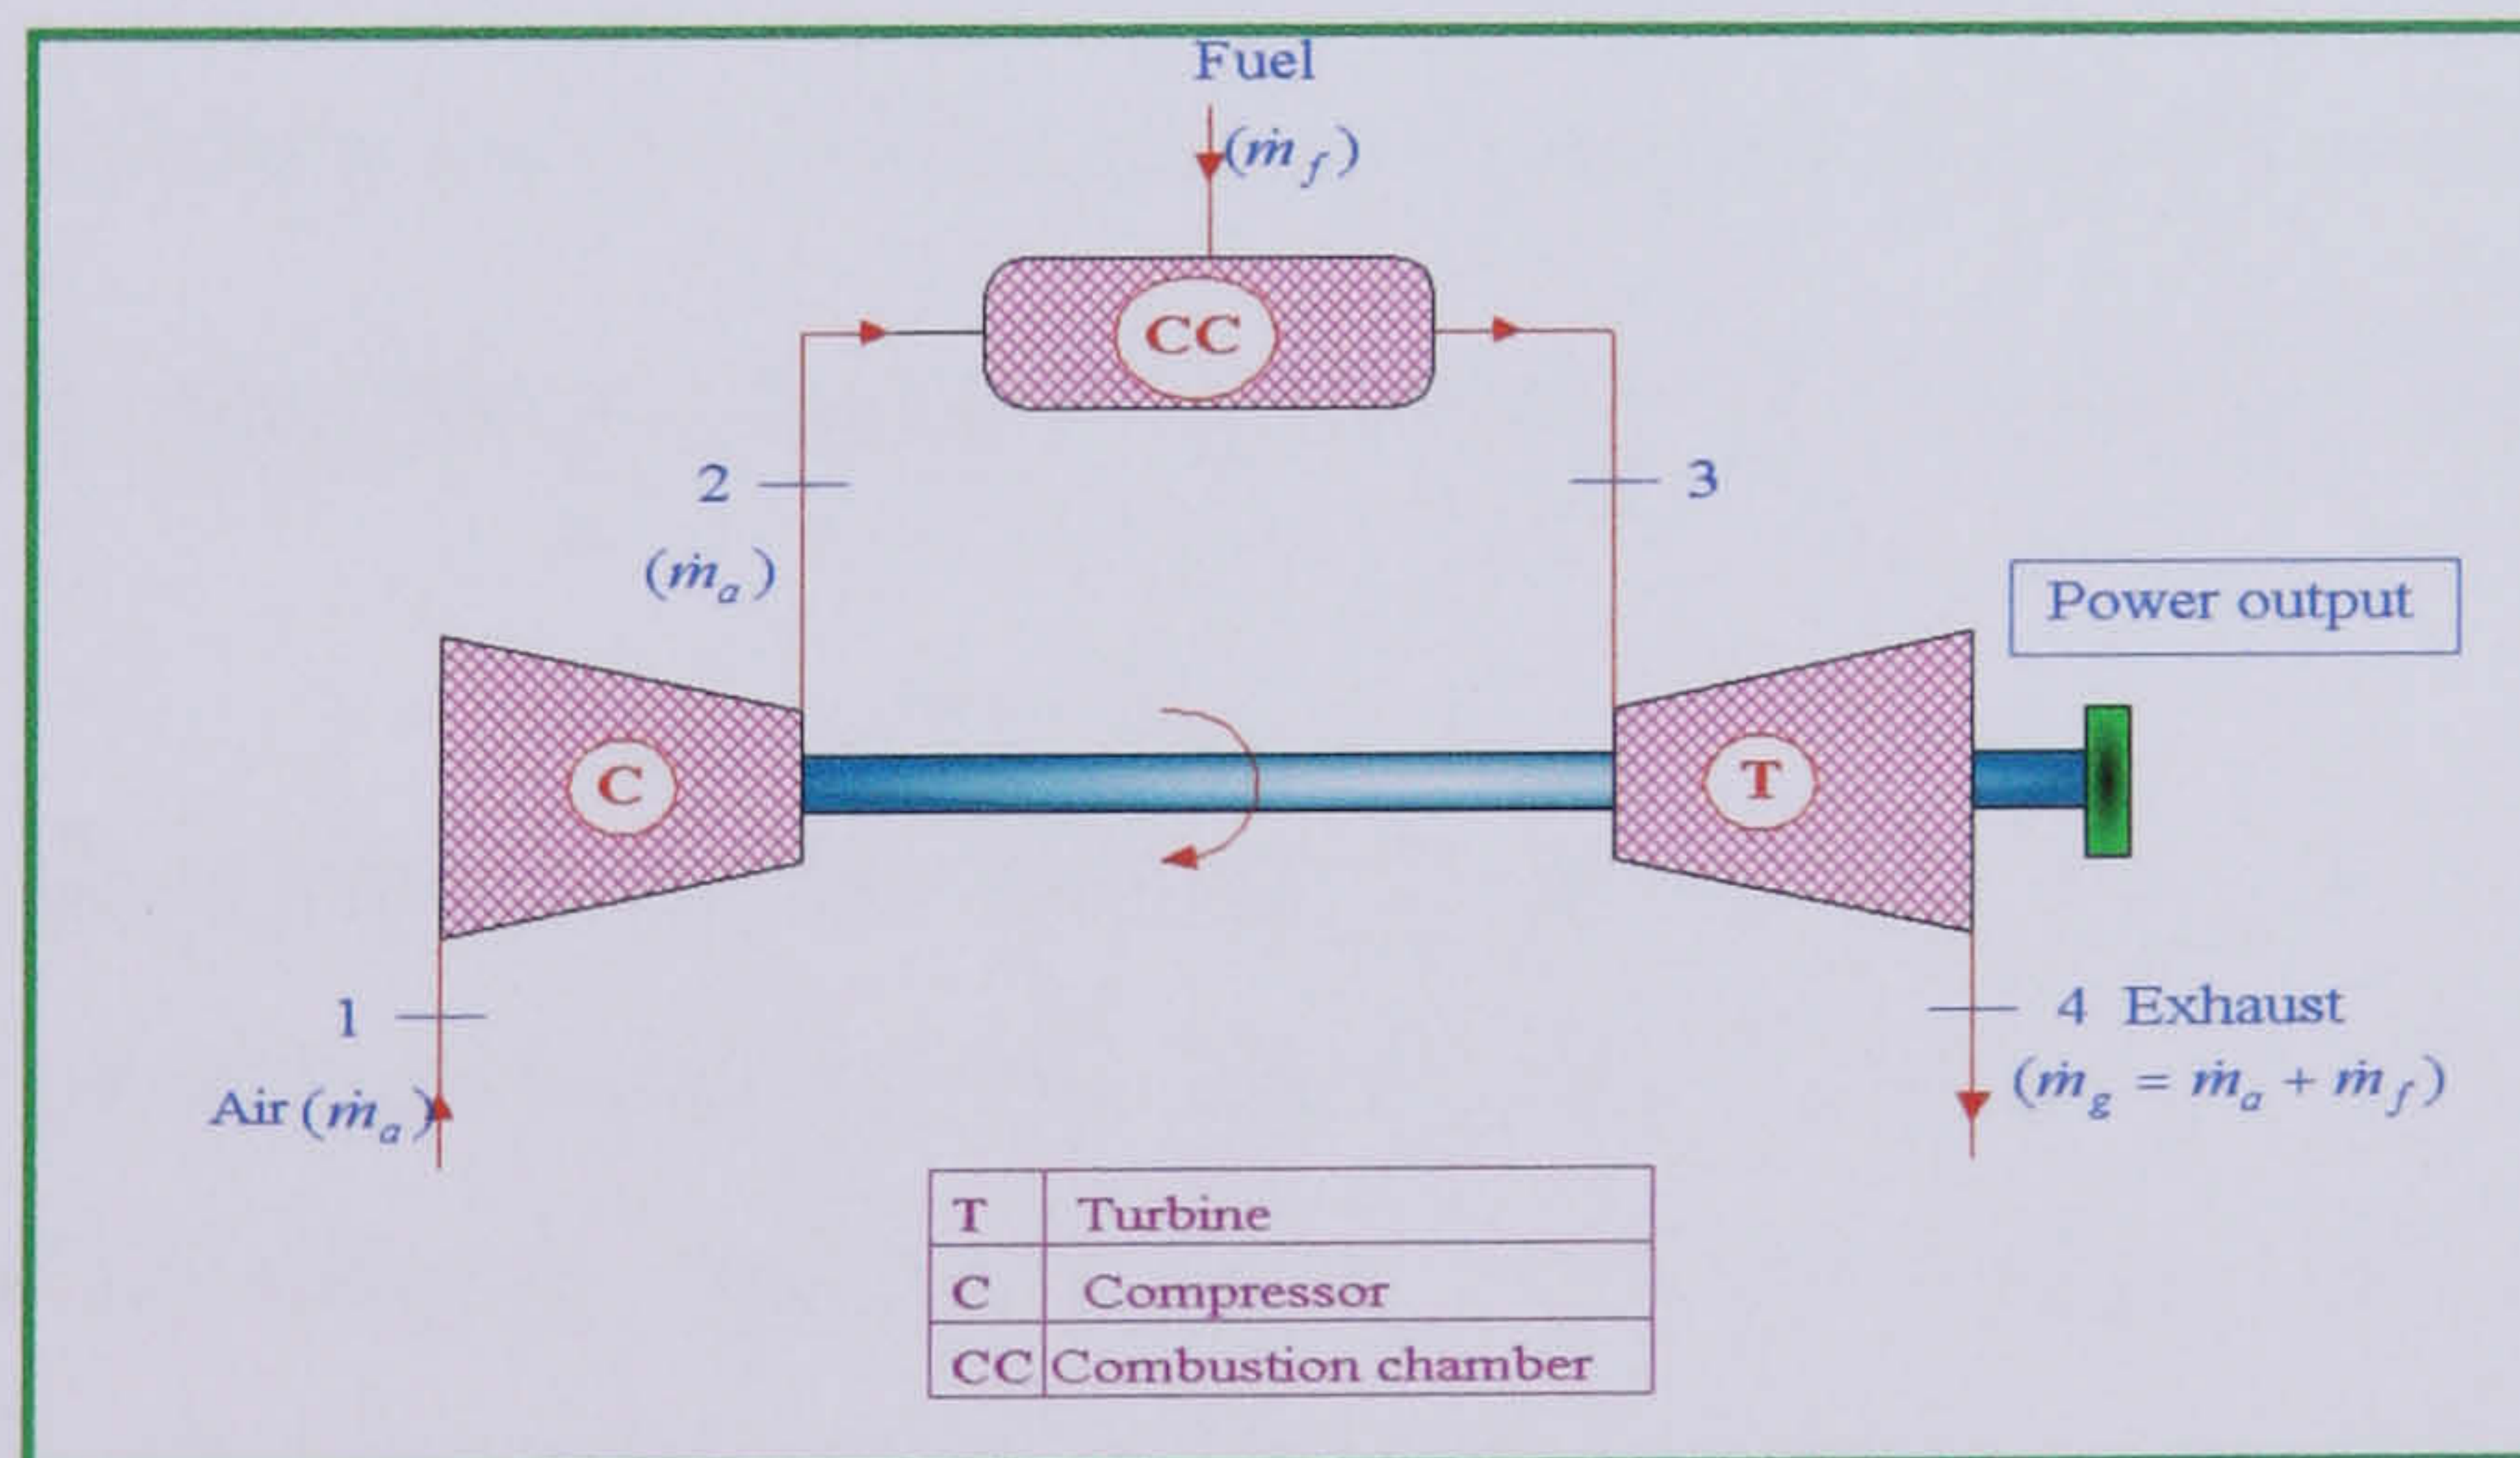 Fuel
(ṁ_f)
CC
2
3
(ṁ_a)
Power output
C
T
1
4 Exhaust
Air (ṁ_a)
(ṁ_g = ṁ_a + ṁ_f)
T Turbine
C Compressor
CC Combustion chamber